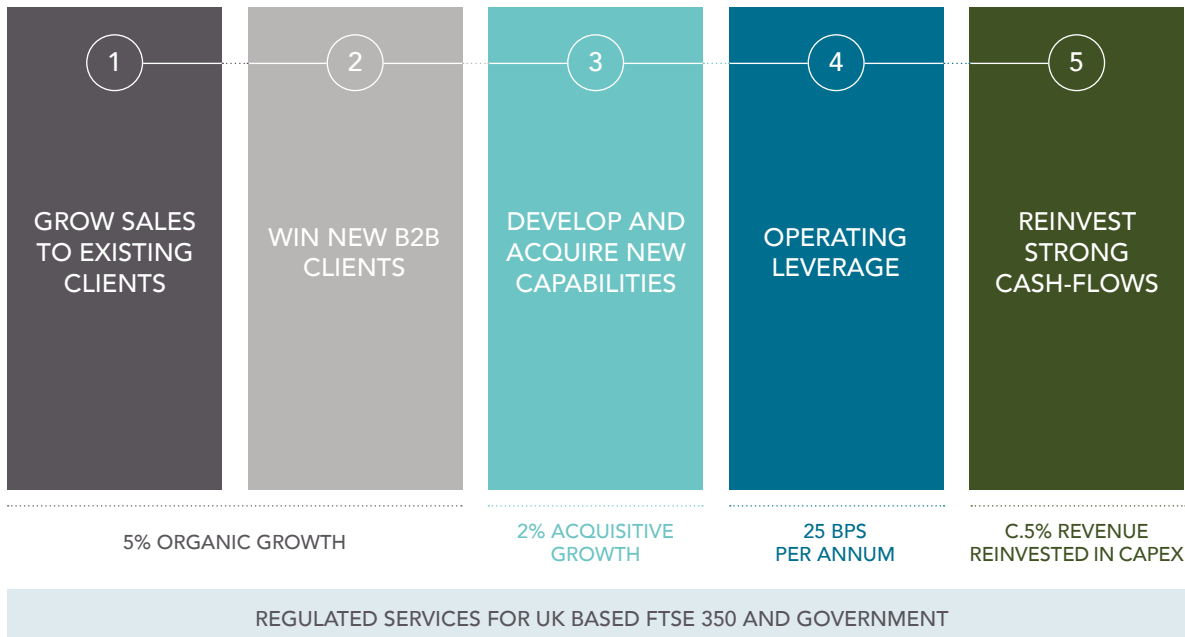 1
2
3
4
5
GROW SALES
TO EXISTING
CLIENTS
WIN NEW B2B
CLIENTS
DEVELOP AND
ACQUIRE NEW
CAPABILITIES
OPERATING
LEVERAGE
REINVEST
STRONG
CASH-FLOWS
5% ORGANIC GROWTH
2% ACQUISITIVE
GROWTH
25 BPS
PER ANNUM
C.5% REVENUE
REINVESTED IN CAPEX
REGULATED SERVICES FOR UK BASED FTSE 350 AND GOVERNMENT